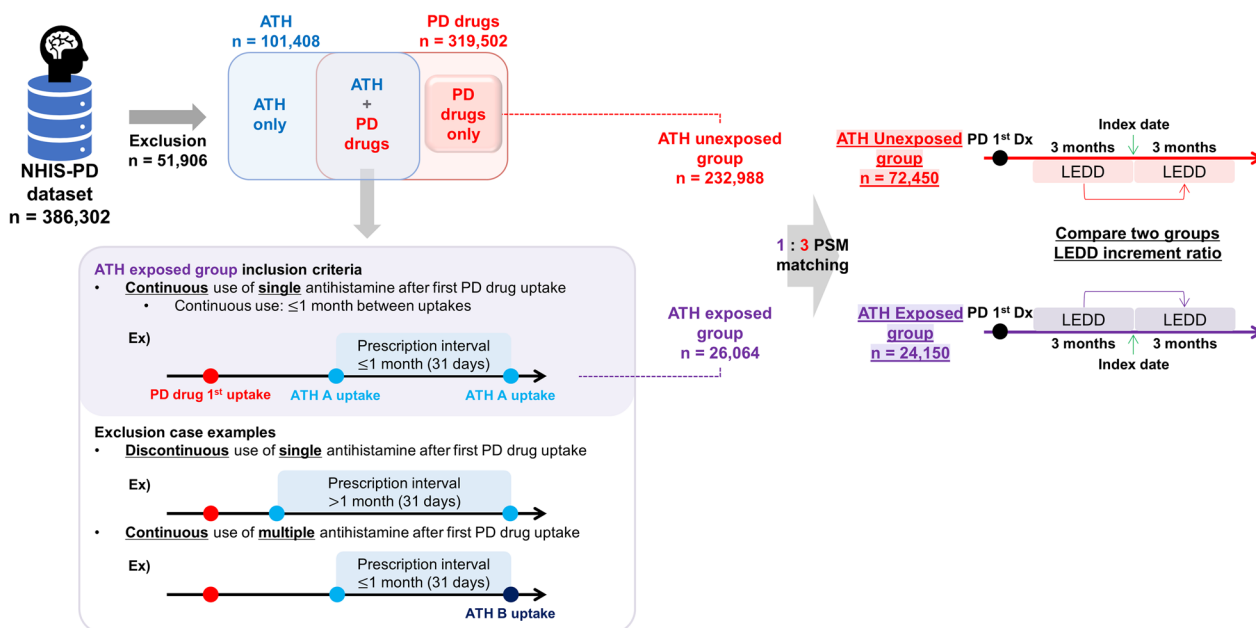 NHIS-PD
dataset
n = 386,302
Exclusion
n = 51,906
ATH
n = 101,408
PD drugs
n = 319,502
ATH
only
ATH
+
PD
drugs
PD
drugs
only
ATH unexposed
group
n = 232,988
ATH exposed group inclusion criteria
• Continuous use of single antihistamine after first PD drug uptake
• Continuous use: ≤1 month between uptakes
Ex)
Prescription interval
≤1 month (31 days)
PD drug 1st uptake
ATH A uptake
ATH A uptake
Exclusion case examples
• Discontinuous use of single antihistamine after first PD drug uptake
Ex)
Prescription interval
>1 month (31 days)
• Continuous use of multiple antihistamine after first PD drug uptake
Ex)
Prescription interval
≤1 month (31 days)
ATH B uptake
ATH exposed
group
n = 26,064
1 : 3 PSM
matching
ATH Unexposed
group
n = 72,450
PD 1st Dx
Index date
3 months
3 months
LEDD
LEDD
Compare two groups
LEDD increment ratio
ATH Exposed
group
n = 24,150
PD 1st Dx
LEDD
LEDD
3 months
3 months
Index date